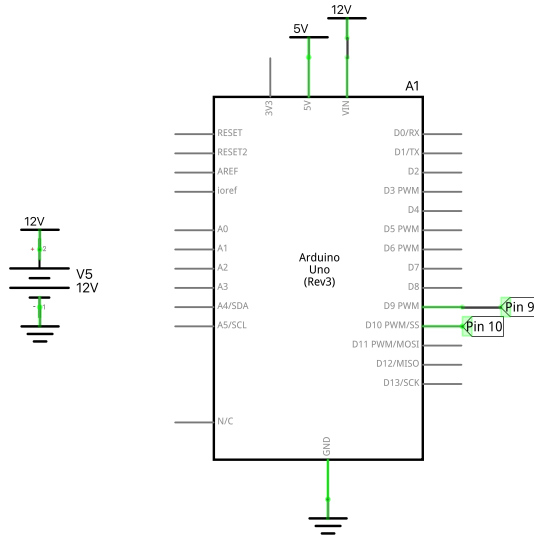 12V
5V
A1
3V3
5V
VIN
RESET
RESET2
AREF
ioref
A0
A1
A2
A3
A4/SDA
A5/SCL
N/C
Arduino
Uno
(Rev3)
D0/RX
D1/TX
D2
D3 PWM
D4
D5 PWM
D6 PWM
D7
D8
D9 PWM
D10 PWM/SS
D11 PWM/MOSI
D12/MISO
D13/SCK
GND
Pin 9
Pin 10
12V
+ 2
V5
12V
- 1